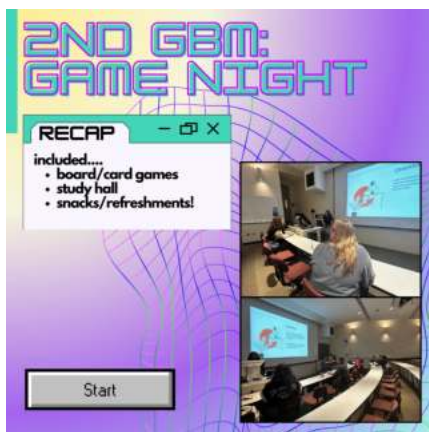 2ND GBM:
GAME NIGHT
RECAP
included....
• board/card games
• study hall
• snacks/refreshments!
Start